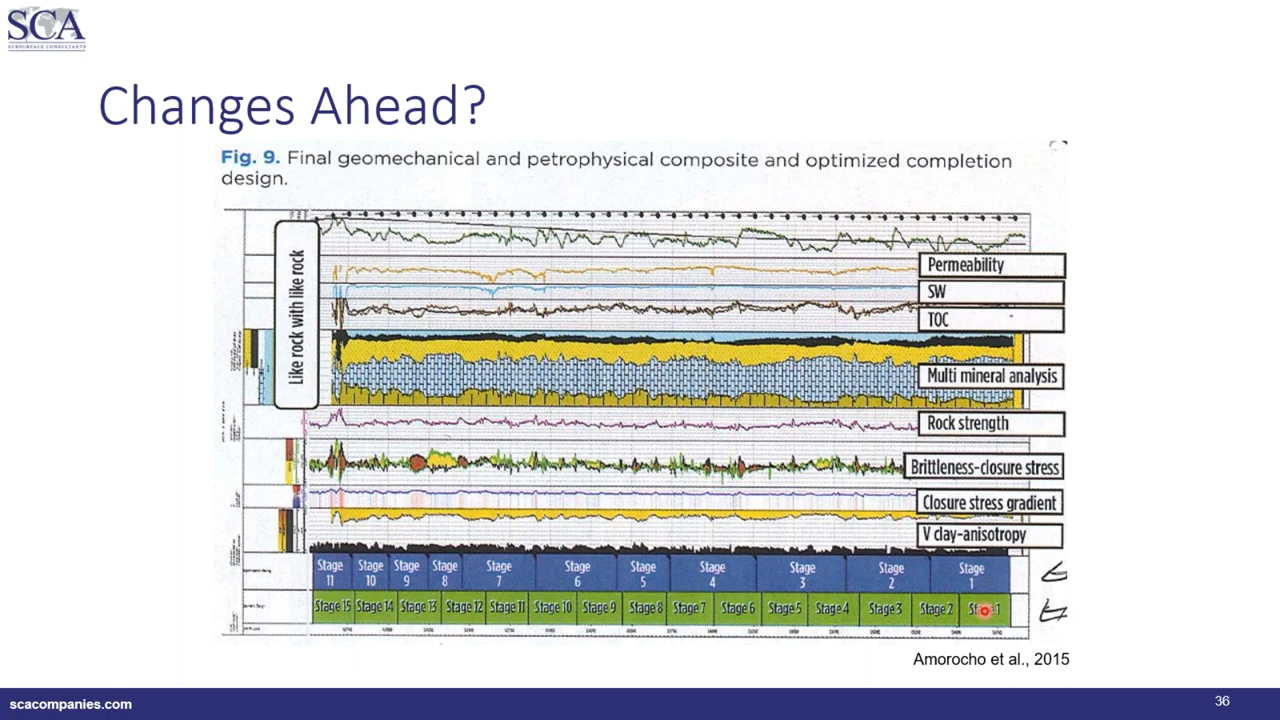 SCA
SUBSURFACE CONSULTANTS
Changes Ahead?
Fig. 9. Final geomechanical and petrophysical composite and optimized completion
design.
Like rock with like rock
Permeability
SW
TOC
Multi mineral analysis
Rock strength
Brittleness-closure stress
Closure stress gradient
V clay-anisotropy
Stage 11 Stage 10 Stage 9 Stage 8 Stage 7 Stage 6 Stage 5 Stage 4 Stage 3 Stage 2 Stage 1
Stage 15 Stage 14 Stage 13 Stage 12 Stage 11 Stage 10 Stage 9 Stage 8 Stage 7 Stage 6 Stage 5 Stage 4 Stage 3 Stage 2 Stage 1
Amorocho et al., 2015
scacompanies.com
36